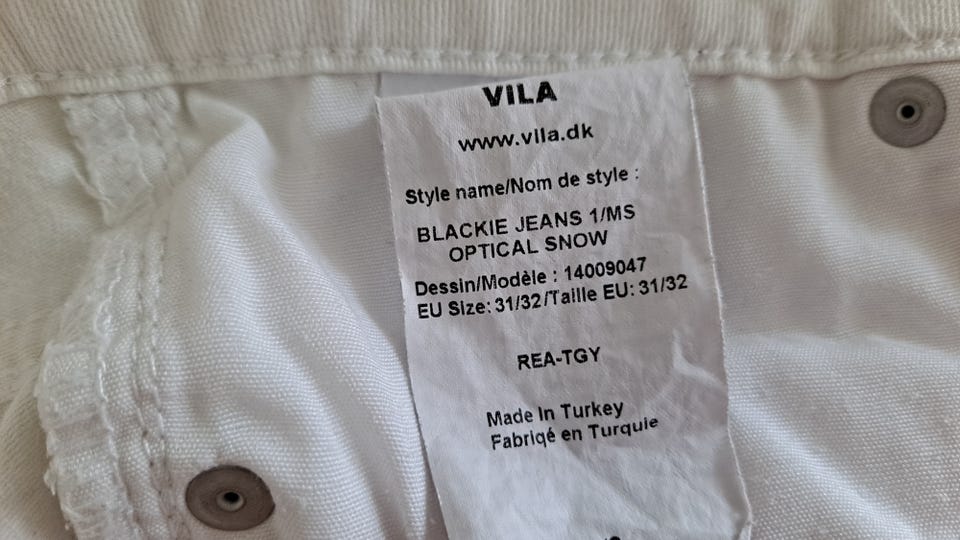 VILA
www.vila.dk
Style name/Nom de style :
BLACKIE JEANS 1/MS
OPTICAL SNOW
Dessin/Modèle : 14009047
EU Size: 31/32/Taille EU: 31/32
REA-TGY
Made In Turkey
Fabriqé en Turquie